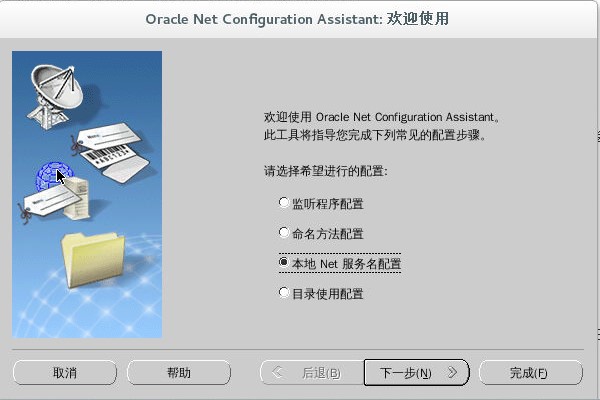 Oracle Net Configuration Assistant: 欢迎使用
欢迎使用 Oracle Net Configuration Assistant。
此工具将指导您完成下列常见的配置步骤。
请选择希望进行的配置:
监听程序配置
命名方法配置
本地 Net 服务名配置
目录使用配置
取消
帮助
后退(B)
下一步(N)
完成(F)